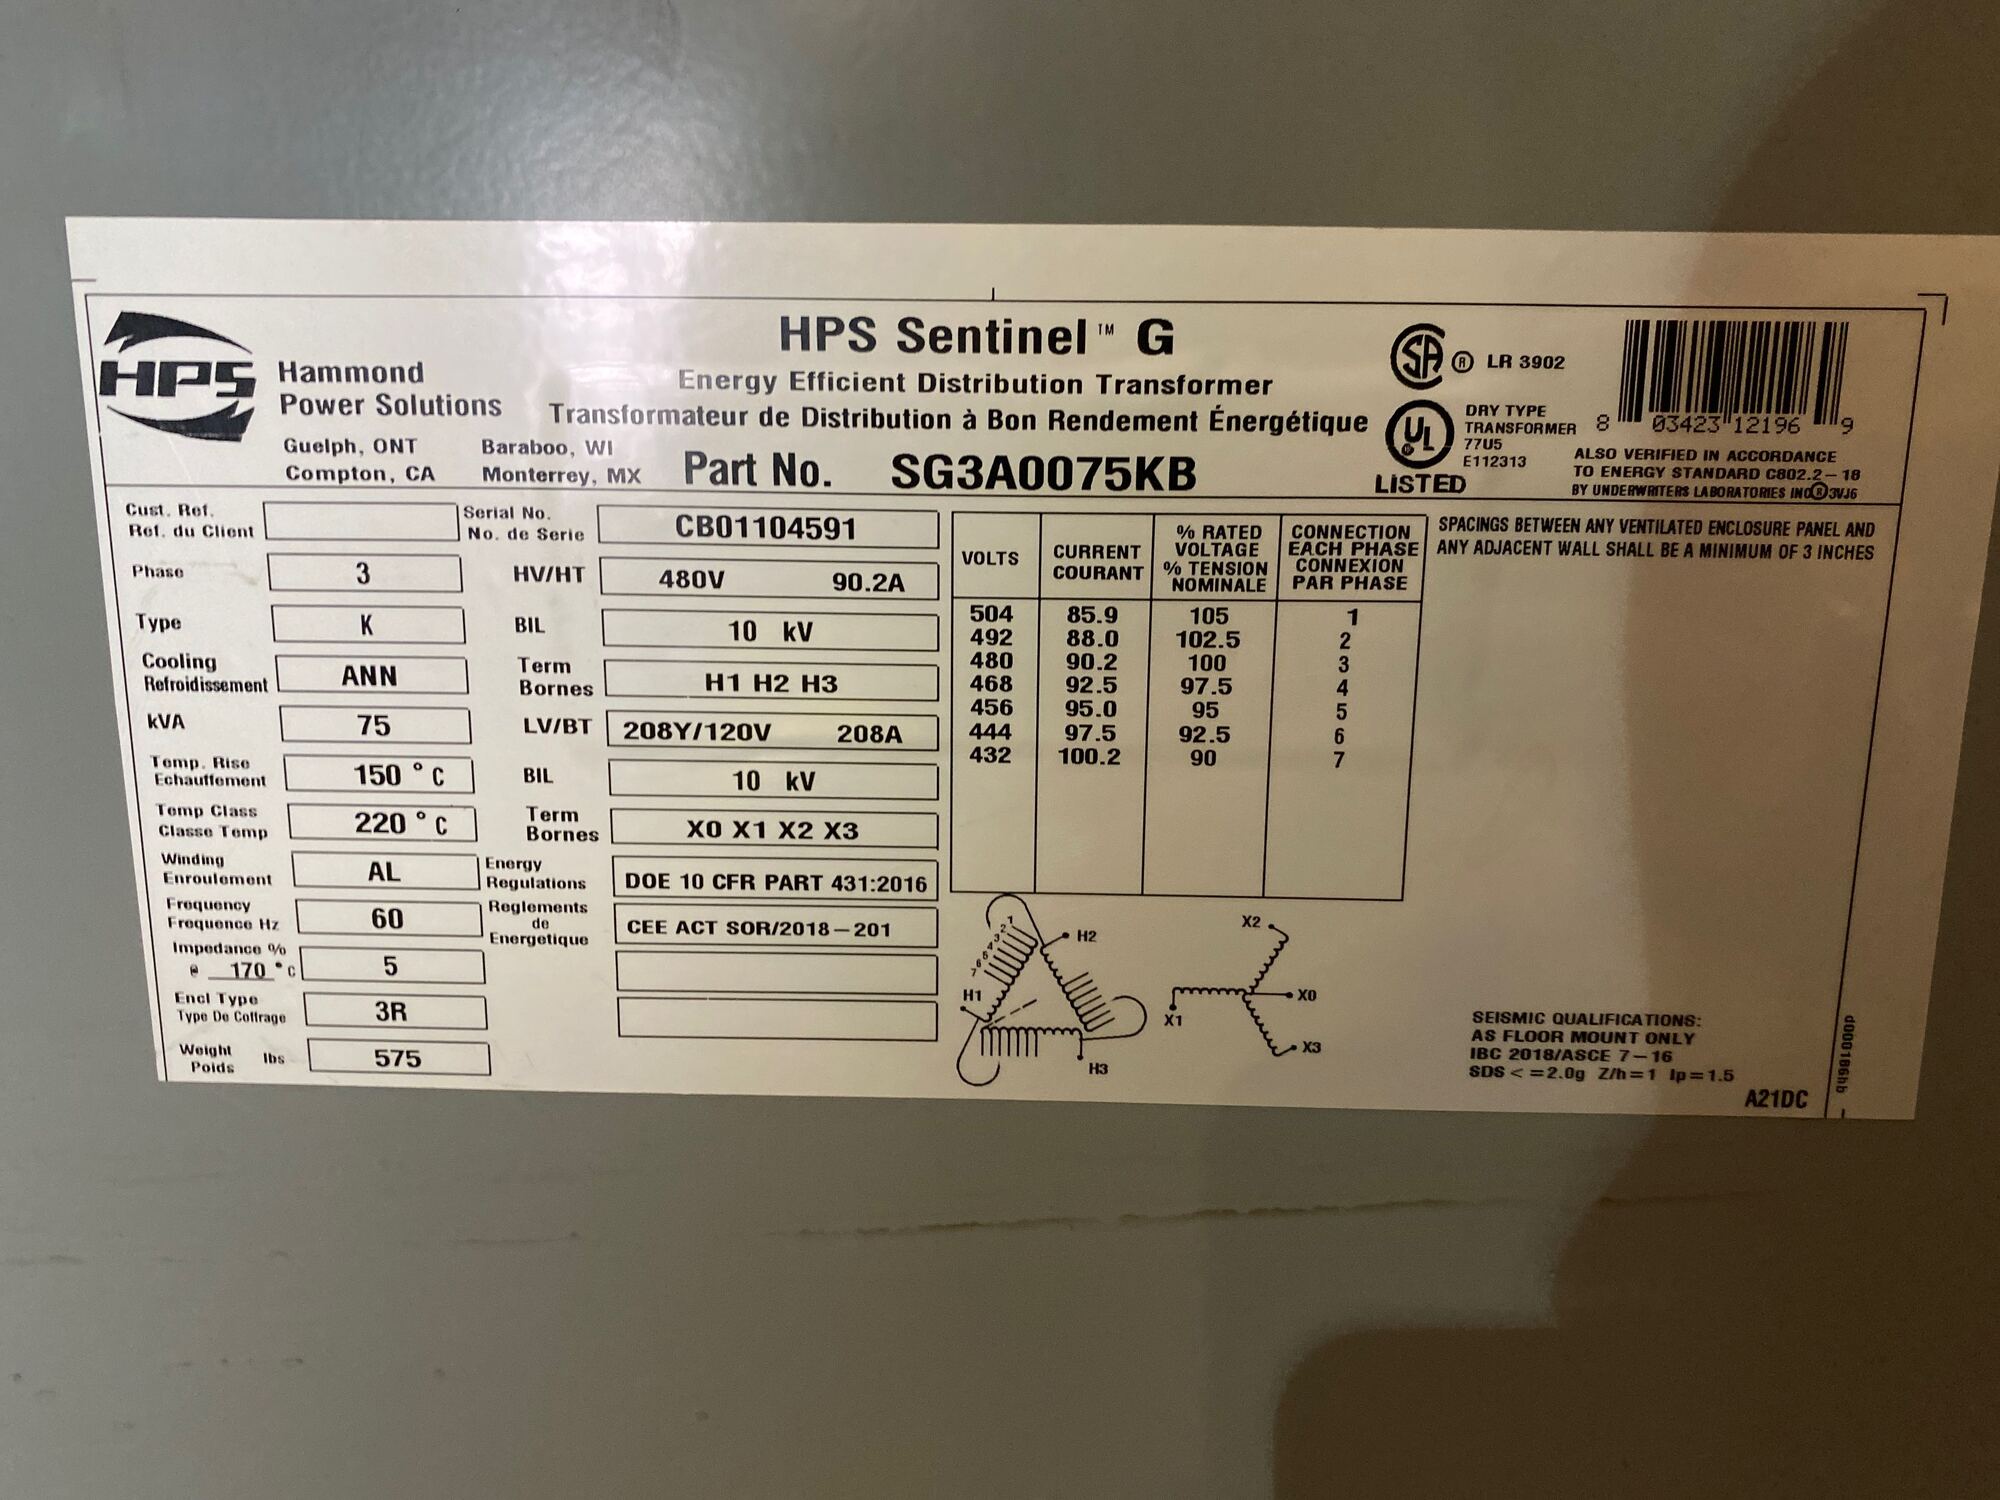 HPS Sentinel™ G
HPS
Hammond
Power Solutions
Energy Efficient Distribution Transformer
Transformateur de Distribution à Bon Rendement Énergétique
Guelph, ONT Baraboo, WI
Compton, CA Monterrey, MX
Part No. SG3A0075KB
SA ® LR 3902
UL ®
LISTED
DRY TYPE
TRANSFORMER
77U5
E112313
8 03423 12196 9
ALSO VERIFIED IN ACCORDANCE
TO ENERGY STANDARD C802.2-18
BY UNDERWRITERS LABORATORIES INC® 3VJ6
Cust. Ref.
Ref. du Client
Phase 3
Type K
Cooling
Refroidissement ANN
kVA 75
Temp. Rise
Echauffement 150 °C
Temp Class
Classe Temp 220 °C
Winding
Enroulement AL
Frequency
Frequence Hz 60
Impedance %
@ 170 °C 5
Encl Type
Type De Coffrage 3R
Weight
Poids lbs 575
Serial No.
No. de Serie CB01104591
HV/HT 480V 90.2A
BIL 10 kV
Term
Bornes H1 H2 H3
LV/BT 208Y/120V 208A
BIL 10 kV
Term
Bornes X0 X1 X2 X3
Energy
Regulations DOE 10 CFR PART 431:2016
Reglements
de
Energetique CEE ACT SOR/2018-201
VOLTS
CURRENT
COURANT
% RATED
VOLTAGE
% TENSION
NOMINALE
CONNECTION
EACH PHASE
CONNEXION
PAR PHASE
504 85.9 105 1
492 88.0 102.5 2
480 90.2 100 3
468 92.5 97.5 4
456 95.0 95 5
444 97.5 92.5 6
432 100.2 90 7
SPACINGS BETWEEN ANY VENTILATED ENCLOSURE PANEL AND
ANY ADJACENT WALL SHALL BE A MINIMUM OF 3 INCHES
1
2
3
4
5
6
7
H2
H1
H3
X2
X0
X1
X3
SEISMIC QUALIFICATIONS:
AS FLOOR MOUNT ONLY
IBC 2018/ASCE 7-16
SDS <=2.0g Z/h=1 Ip=1.5
A21DC
d000186hb